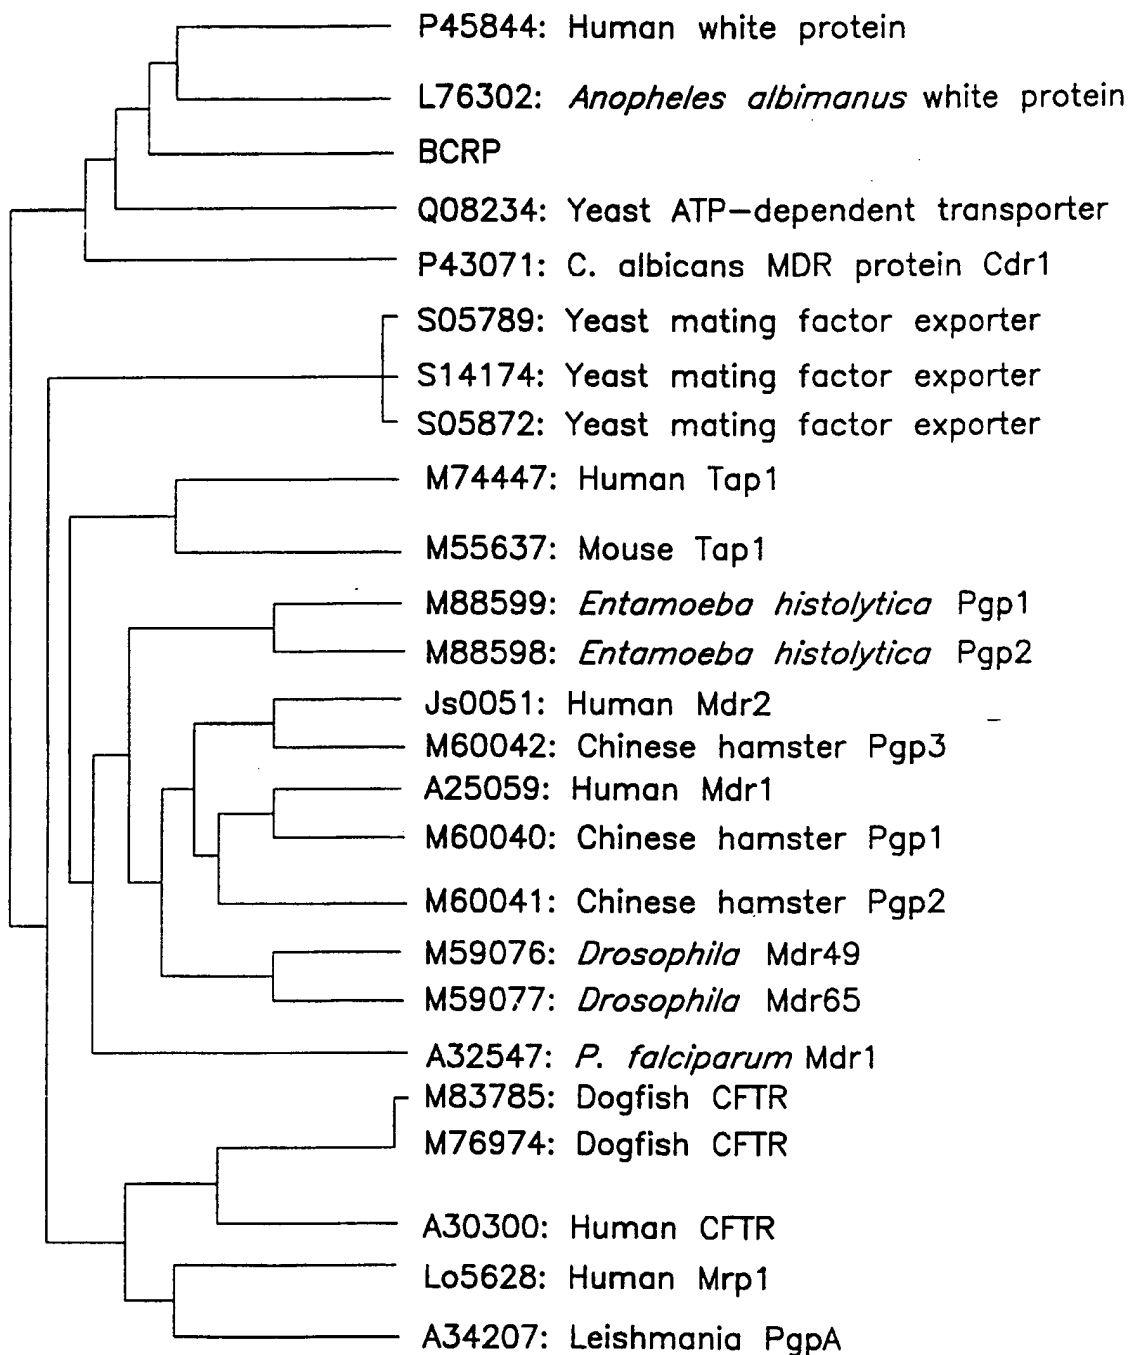 P45844: Human white protein
L76302: Anopheles albimanus white protein
BCRP
Q08234: Yeast ATP-dependent transporter
P43071: C. albicans MDR protein Cdr1
S05789: Yeast mating factor exporter
S14174: Yeast mating factor exporter
S05872: Yeast mating factor exporter
M74447: Human Tap1
M55637: Mouse Tap1
M88599: Entamoeba histolytica Pgp1
M88598: Entamoeba histolytica Pgp2
Js0051: Human Mdr2
M60042: Chinese hamster Pgp3
A25059: Human Mdr1
M60040: Chinese hamster Pgp1
M60041: Chinese hamster Pgp2
M59076: Drosophila Mdr49
M59077: Drosophila Mdr65
A32547: P. falciparum Mdr1
M83785: Dogfish CFTR
M76974: Dogfish CFTR
A30300: Human CFTR
Lo5628: Human Mrp1
A34207: Leishmania PgpA